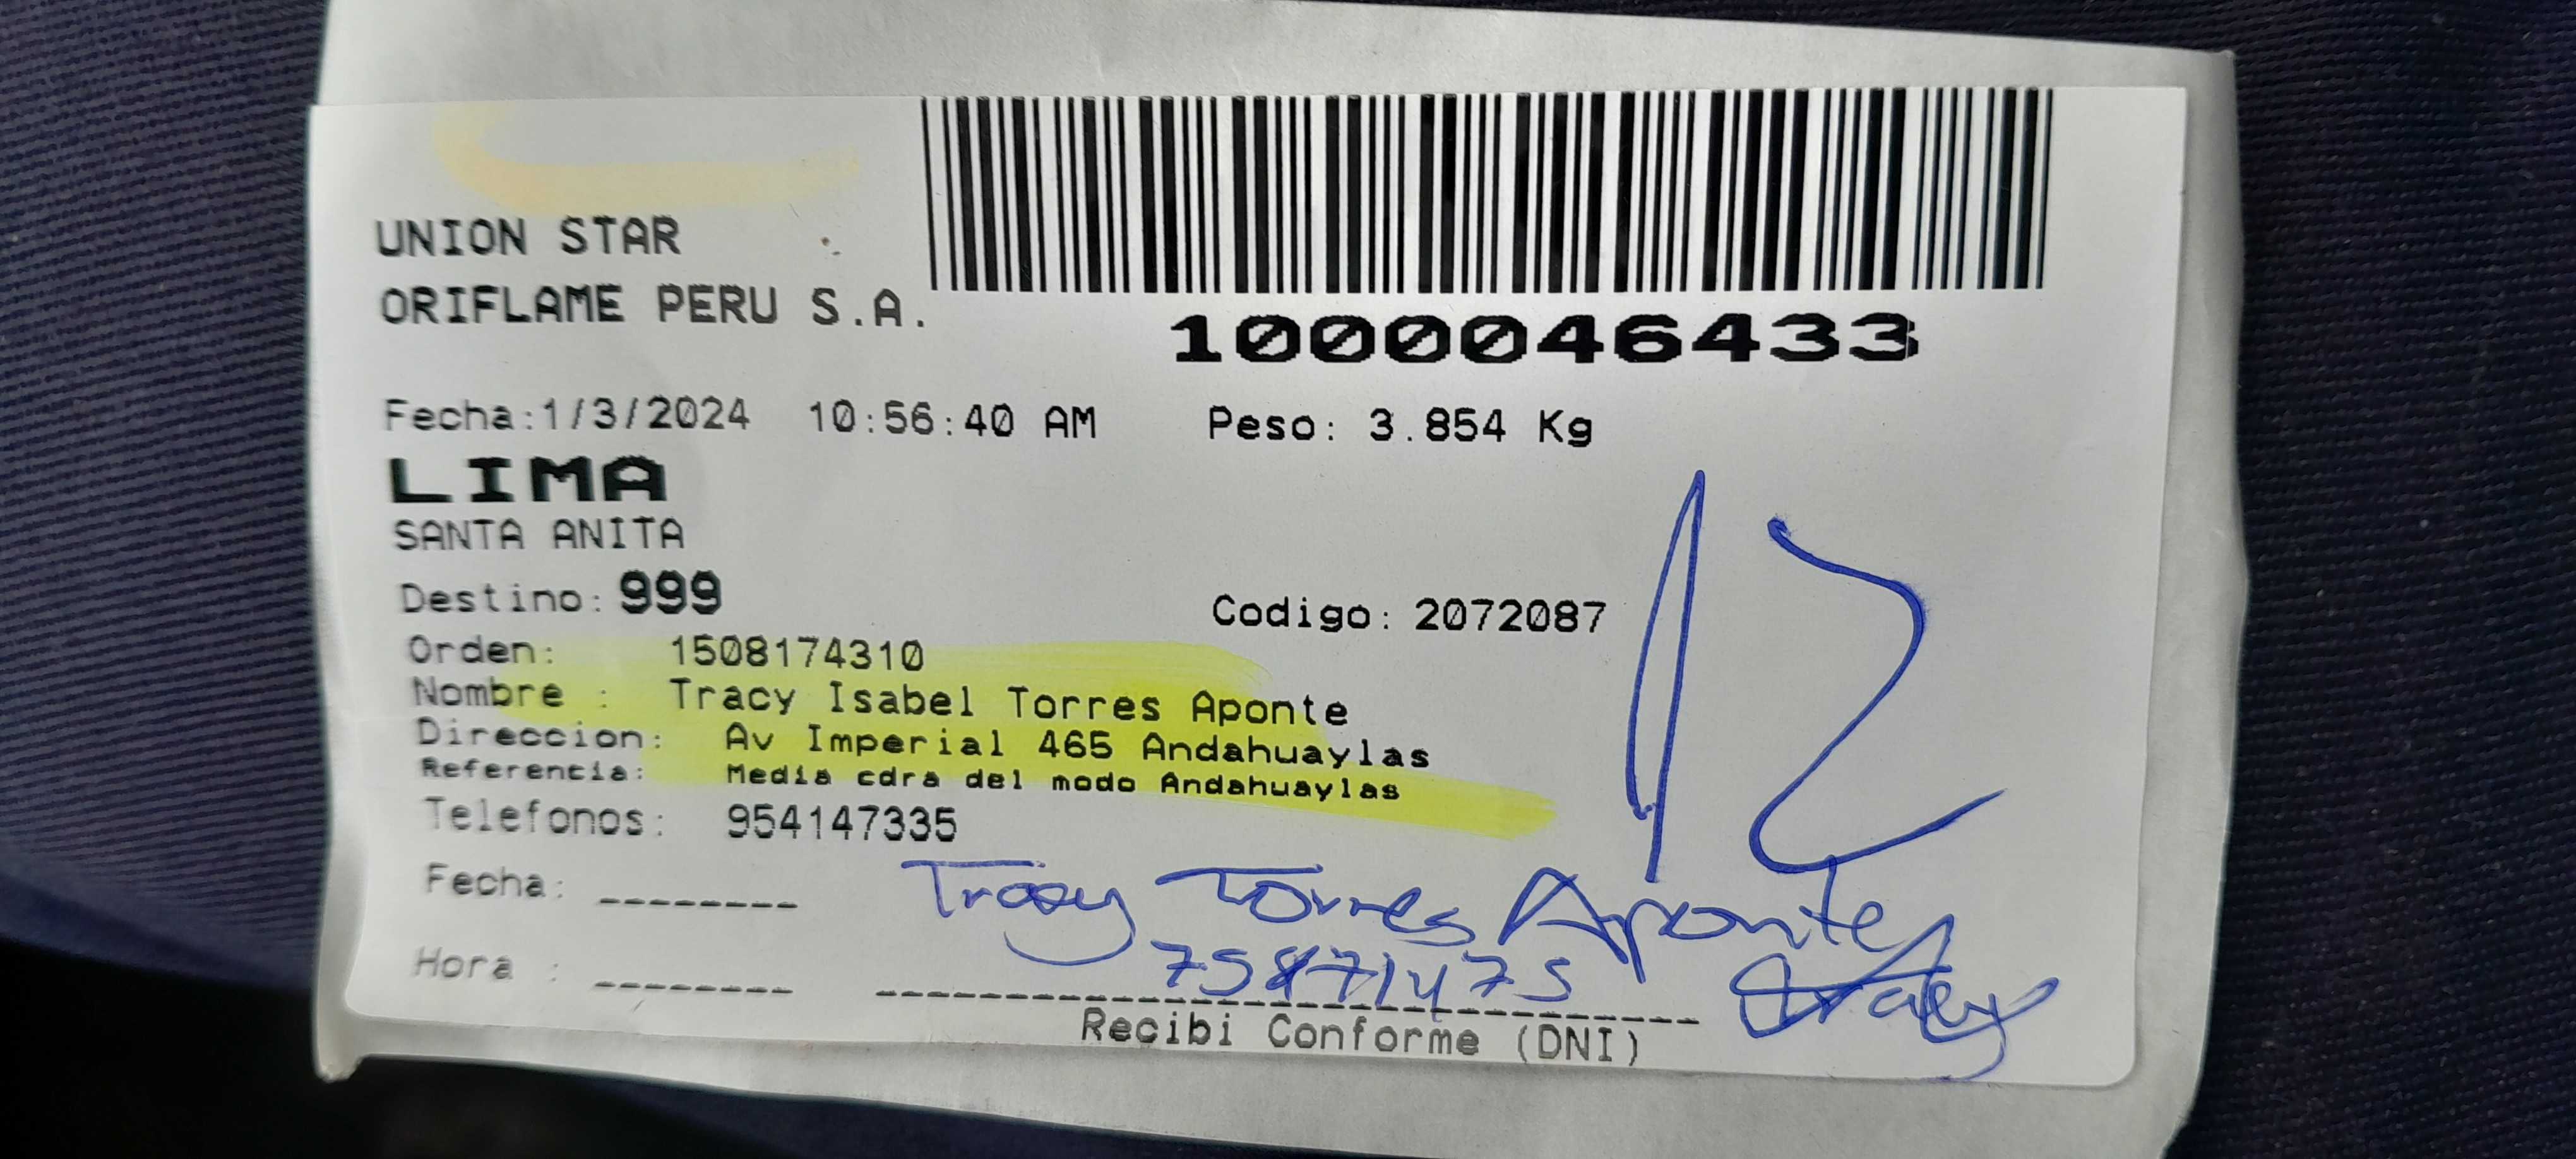 UNION STAR
ORIFLAME PERU S.A.
1000046433
Fecha:1/3/2024 10:56:40 AM Peso: 3.854 Kg
LIMA
SANTA ANITA
Destino: 999 Codigo: 2072087
Orden: 1508174310
Nombre : Tracy Isabel Torres Aponte
Direccion: Av Imperial 465 Andahuaylas
Referencia: Media cdra del modo Andahuaylas
Telefonos: 954147335
12
Fecha: --------
Tracy Torres Aponte
75871475
Hora : --------
Tracy
Recibi Conforme (DNI)